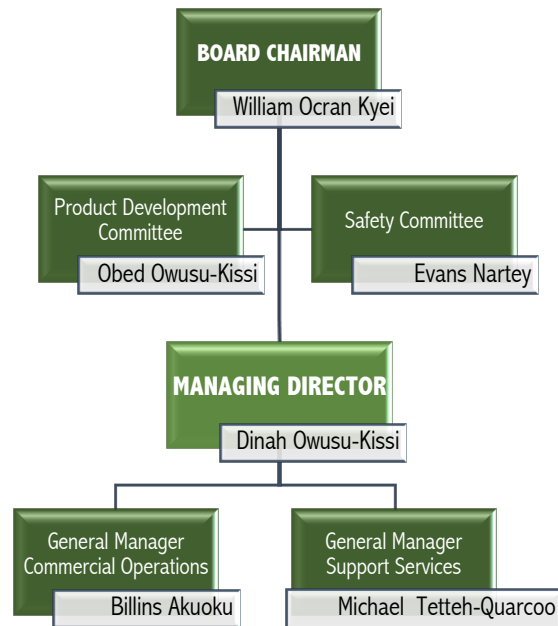 BOARD CHAIRMAN
William Ocran Kyei
Product Development
Committee
Obed Owusu-Kissi
Safety Committee
Evans Nartey
MANAGING DIRECTOR
Dinah Owusu-Kissi
General Manager
Commercial Operations
Billins Akuoku
General Manager
Support Services
Michael Tetteh-Quarcoo